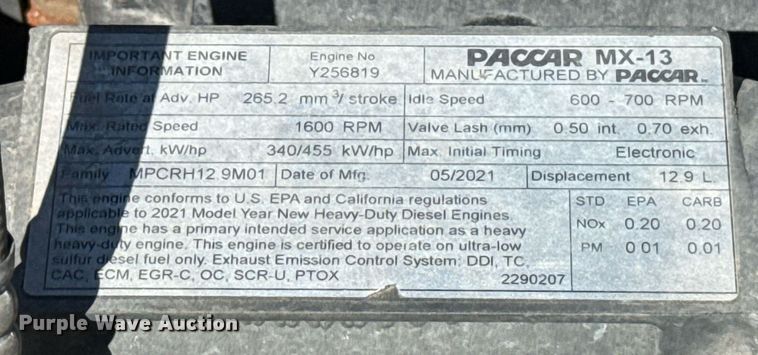 IMPORTANT ENGINE INFORMATION
Engine No Y256819
PACCAR MX-13
MANUFACTURED BY PACCAR INC
Fuel Rate at Adv. HP 265.2 mm3/ stroke Idle Speed 600 - 700 RPM
Max. Rated Speed 1600 RPM Valve Lash (mm) 0.50 int. 0.70 exh.
Max. Advert. kW/hp 340/455 kW/hp Max. Initial Timing Electronic
Family MPCRH12.9M01 Date of Mfg. 05/2021 Displacement 12.9 L.
This engine conforms to U.S. EPA and California regulations
applicable to 2021 Model Year New Heavy-Duty Diesel Engines.
This engine has a primary intended service application as a heavy
heavy-duty engine. This engine is certified to operate on ultra-low
sulfur diesel fuel only. Exhaust Emission Control System: DDI, TC,
CAC, ECM, EGR-C, OC, SCR-U, PTOX 2290207
STD EPA CARB
NOx 0.20 0.20
PM 0.01 0.01
Purple Wave Auction